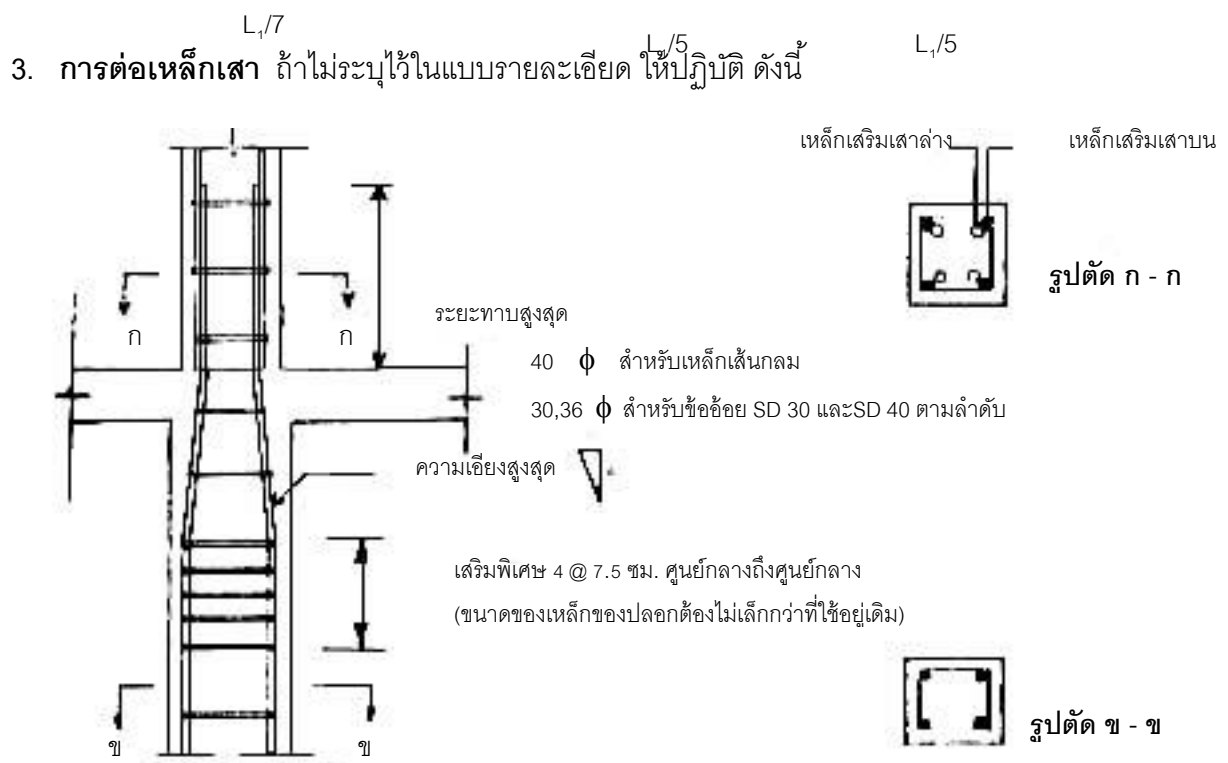 L₁/7
L₁/5
L₁/5
3. การต่อเหล็กเสา ถ้าไม่ระบุไว้ในแบบรายละเอียด ให้ปฏิบัติ ดังนี้
เหล็กเสริมเสาล่าง
เหล็กเสริมเสาบน
รูปตัด ก - ก
ก
ก
ระยะทาบสูงสุด
40 ϕ สำหรับเหล็กเส้นกลม
30,36 ϕ สำหรับข้ออ้อย SD 30 และSD 40 ตามลำดับ
ความเอียงสูงสุด
เสริมพิเศษ 4 @ 7.5 ซม. ศูนย์กลางถึงศูนย์กลาง
(ขนาดของเหล็กของปลอกต้องไม่เล็กกว่าที่ใช้อยู่เดิม)
รูปตัด ข - ข
ข
ข